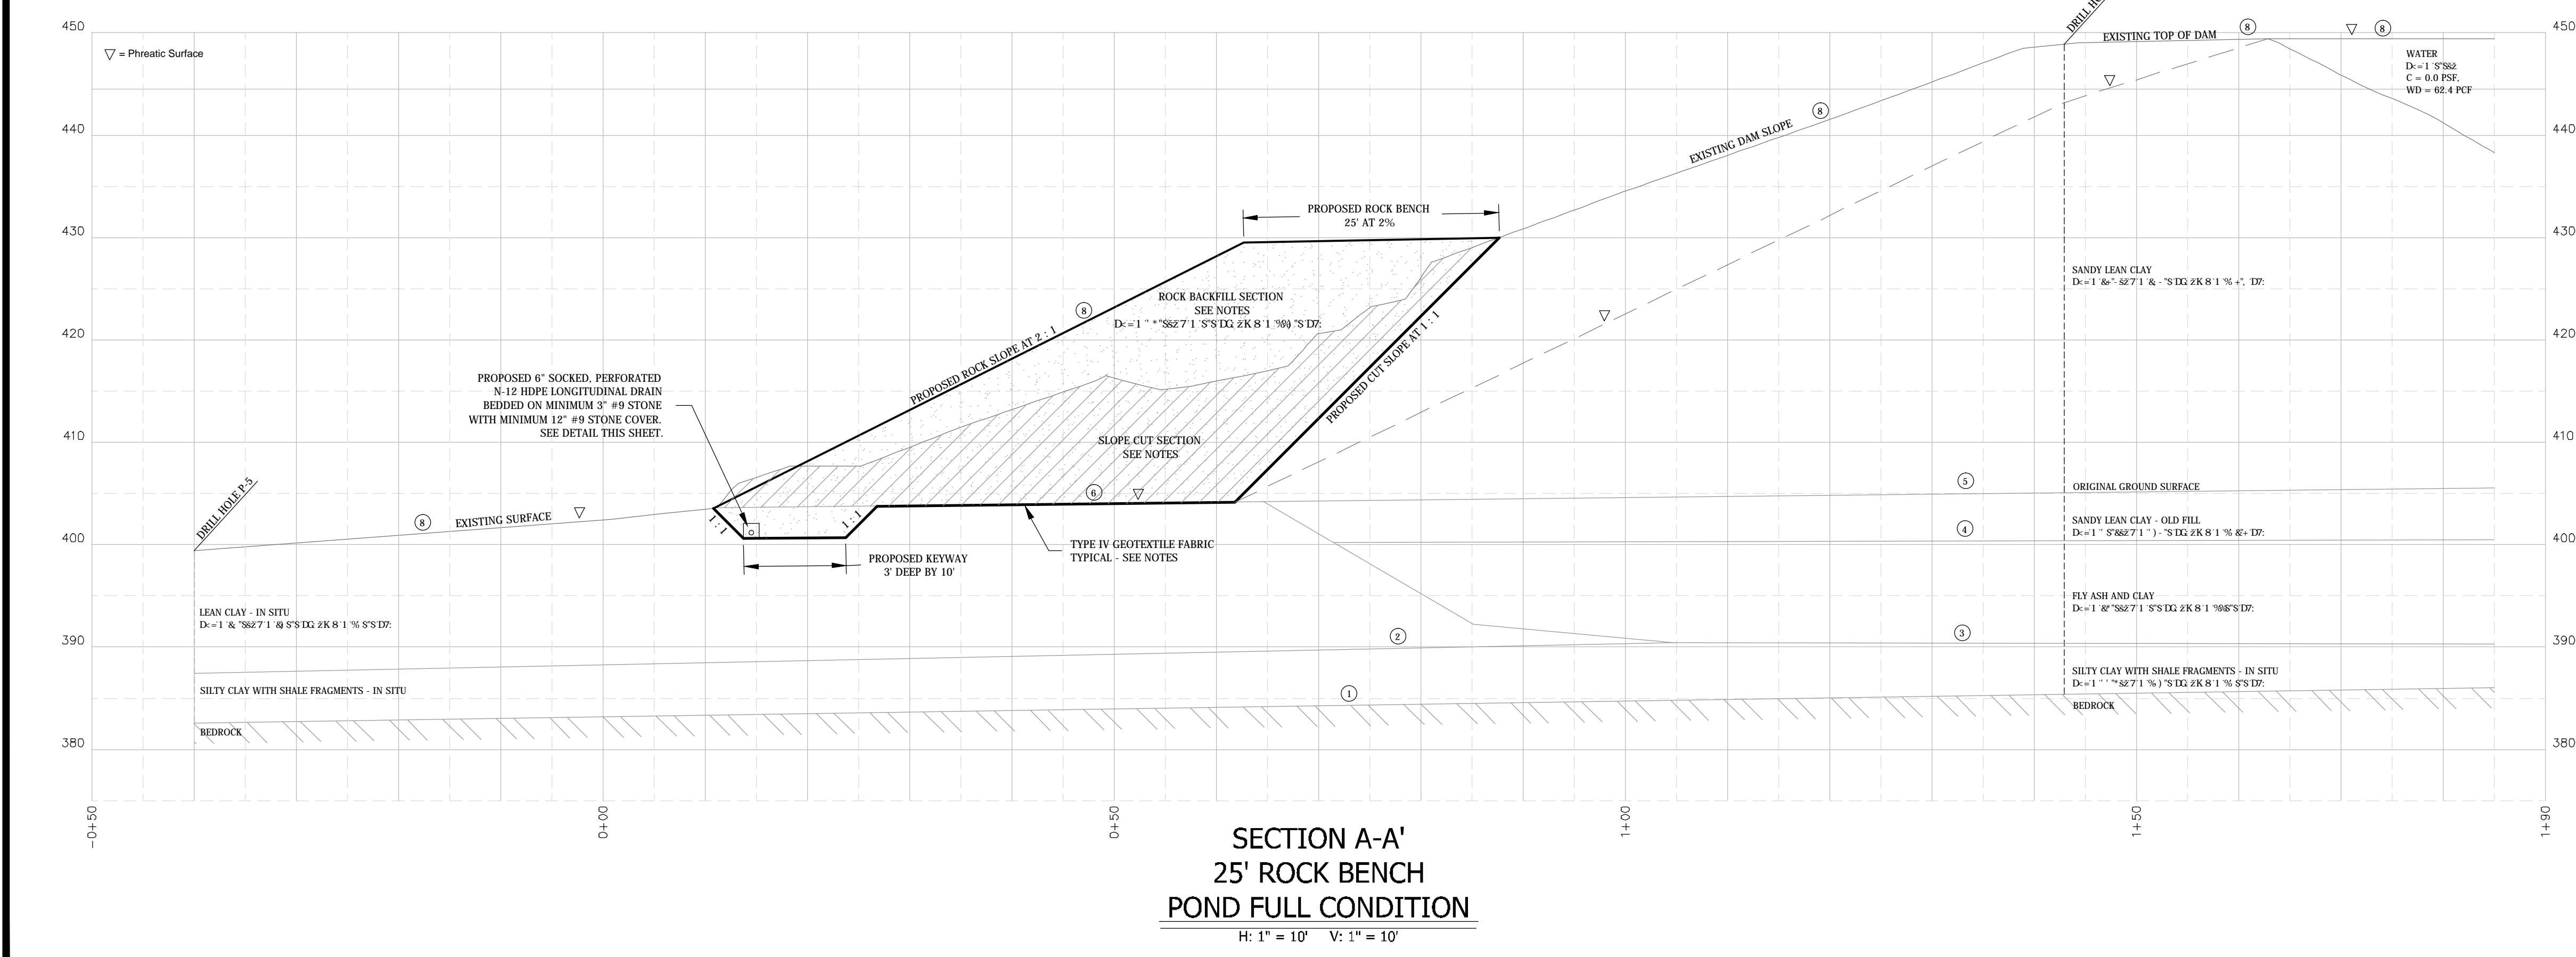 450
▽ = Phreatic Surface
8
EXISTING TOP OF DAM
8
450
WATER
C = 0.0 PSF,
WD = 62.4 PCF
440
8
EXISTING DAM SLOPE
440
PROPOSED ROCK BENCH
25' AT 2%
430
430
SANDY LEAN CLAY
ROCK BACKFILL SECTION
SEE NOTES
8
420
420
PROPOSED ROCK SLOPE AT 2 : 1
PROPOSED CUT SLOPE AT 1 : 1
PROPOSED 6" SOCKED, PERFORATED
N-12 HDPE LONGITUDINAL DRAIN
BEDDED ON MINIMUM 3" #9 STONE
WITH MINIMUM 12" #9 STONE COVER.
SEE DETAIL THIS SHEET.
410
SLOPE CUT SECTION
SEE NOTES
410
DRILL HOLE P-5
8
EXISTING SURFACE
6
5
ORIGINAL GROUND SURFACE
1 : 1
1 : 1
400
TYPE IV GEOTEXTILE FABRIC
TYPICAL - SEE NOTES
4
SANDY LEAN CLAY - OLD FILL
400
PROPOSED KEYWAY
3' DEEP BY 10'
LEAN CLAY - IN SITU
FLY ASH AND CLAY
390
2
3
390
SILTY CLAY WITH SHALE FRAGMENTS - IN SITU
1
SILTY CLAY WITH SHALE FRAGMENTS - IN SITU
BEDROCK
BEDROCK
380
380
-0+50
0+00
0+50
1+00
1+50
1+90
SECTION A-A'
25' ROCK BENCH
POND FULL CONDITION
H: 1" = 10' V: 1" = 10'